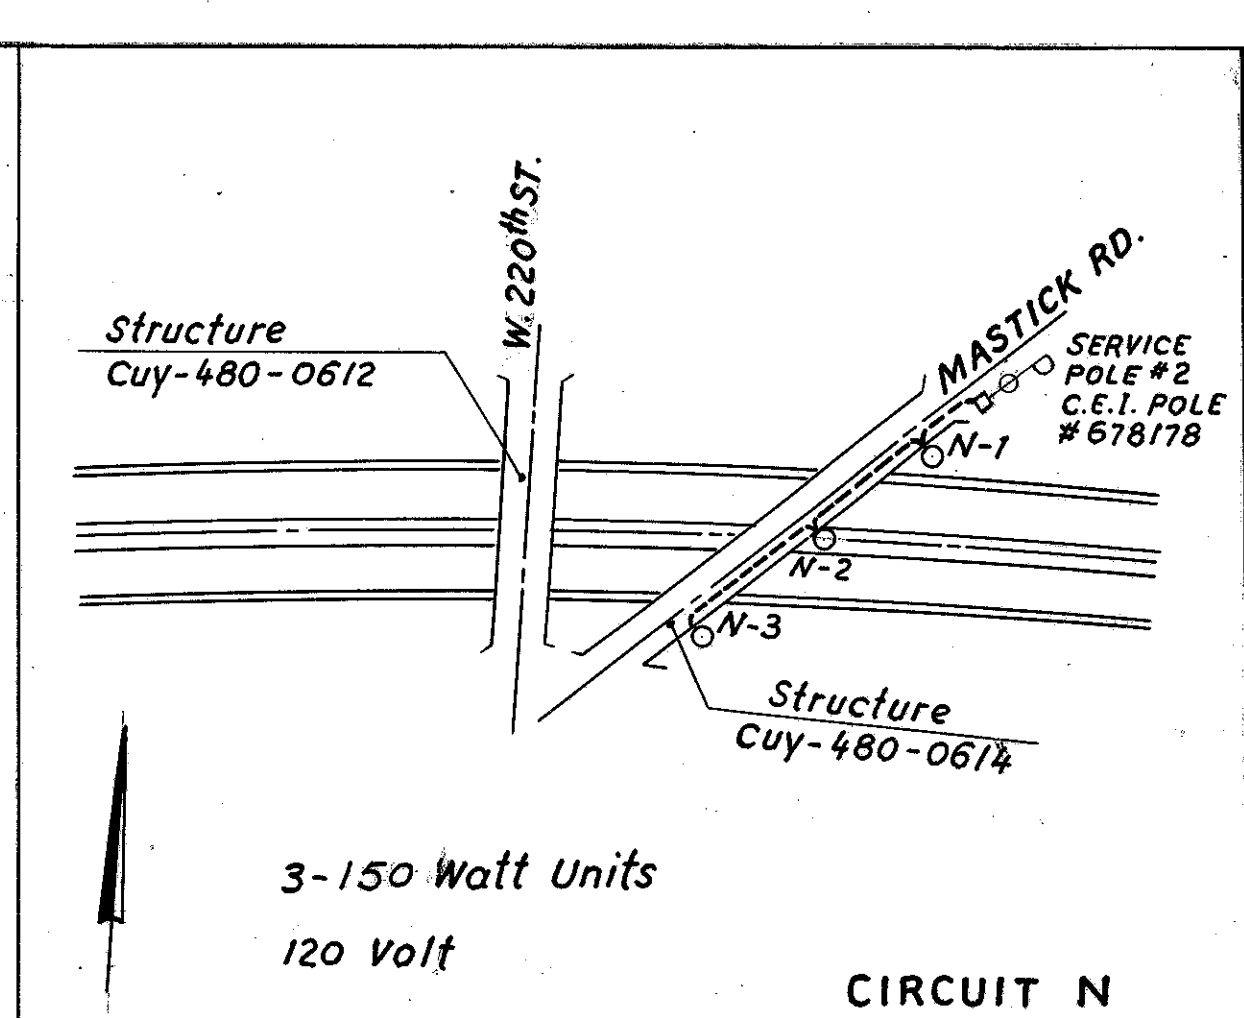 W. 220th ST.
MASTICK RD.
Structure
Cuy-480-0612
SERVICE
POLE #2
C.E.I. POLE
# 678178
N-1
N-2
N-3
Structure
Cuy-480-0614
3-150 Watt Units
120 Volt
CIRCUIT N